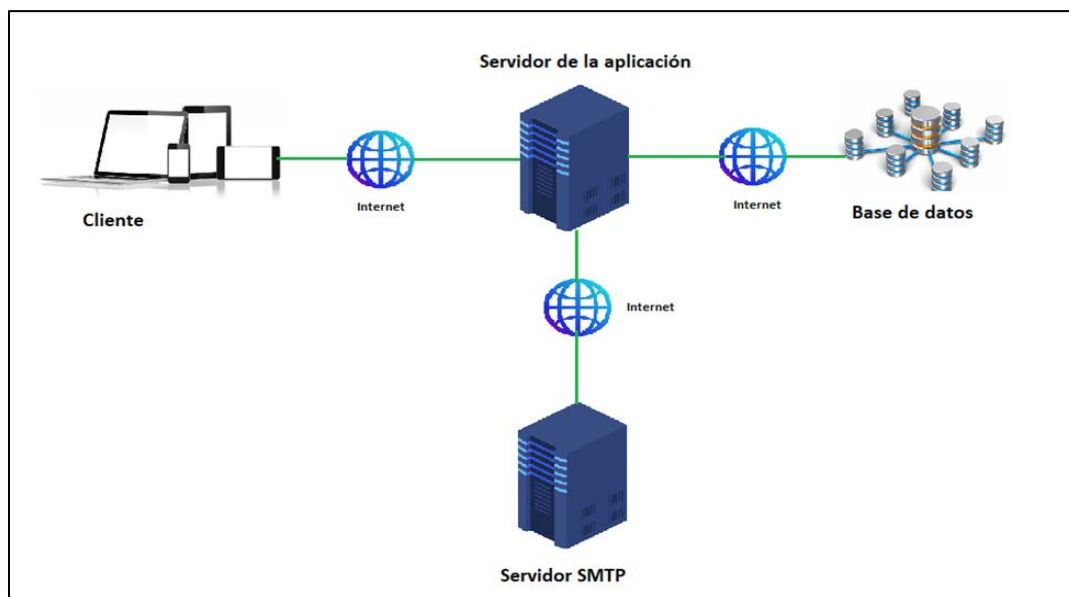 Servidor de la aplicación
Internet
Internet
Cliente
Base de datos
Internet
Servidor SMTP